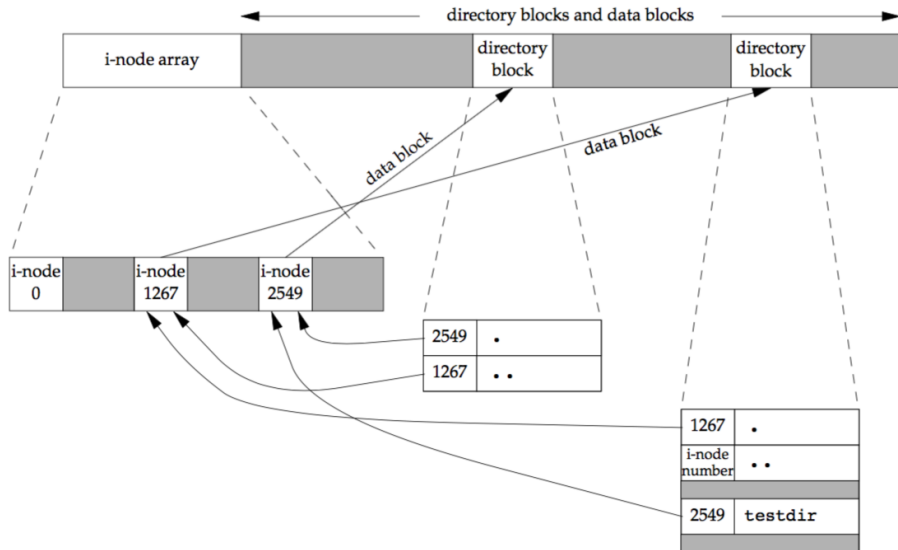 directory blocks and data blocks
i-node array
directory
block
directory
block
data block
data block
i-node
0
i-node
1267
i-node
2549
2549 .
1267 ..
1267 .
i-node
number ..
2549 testdir